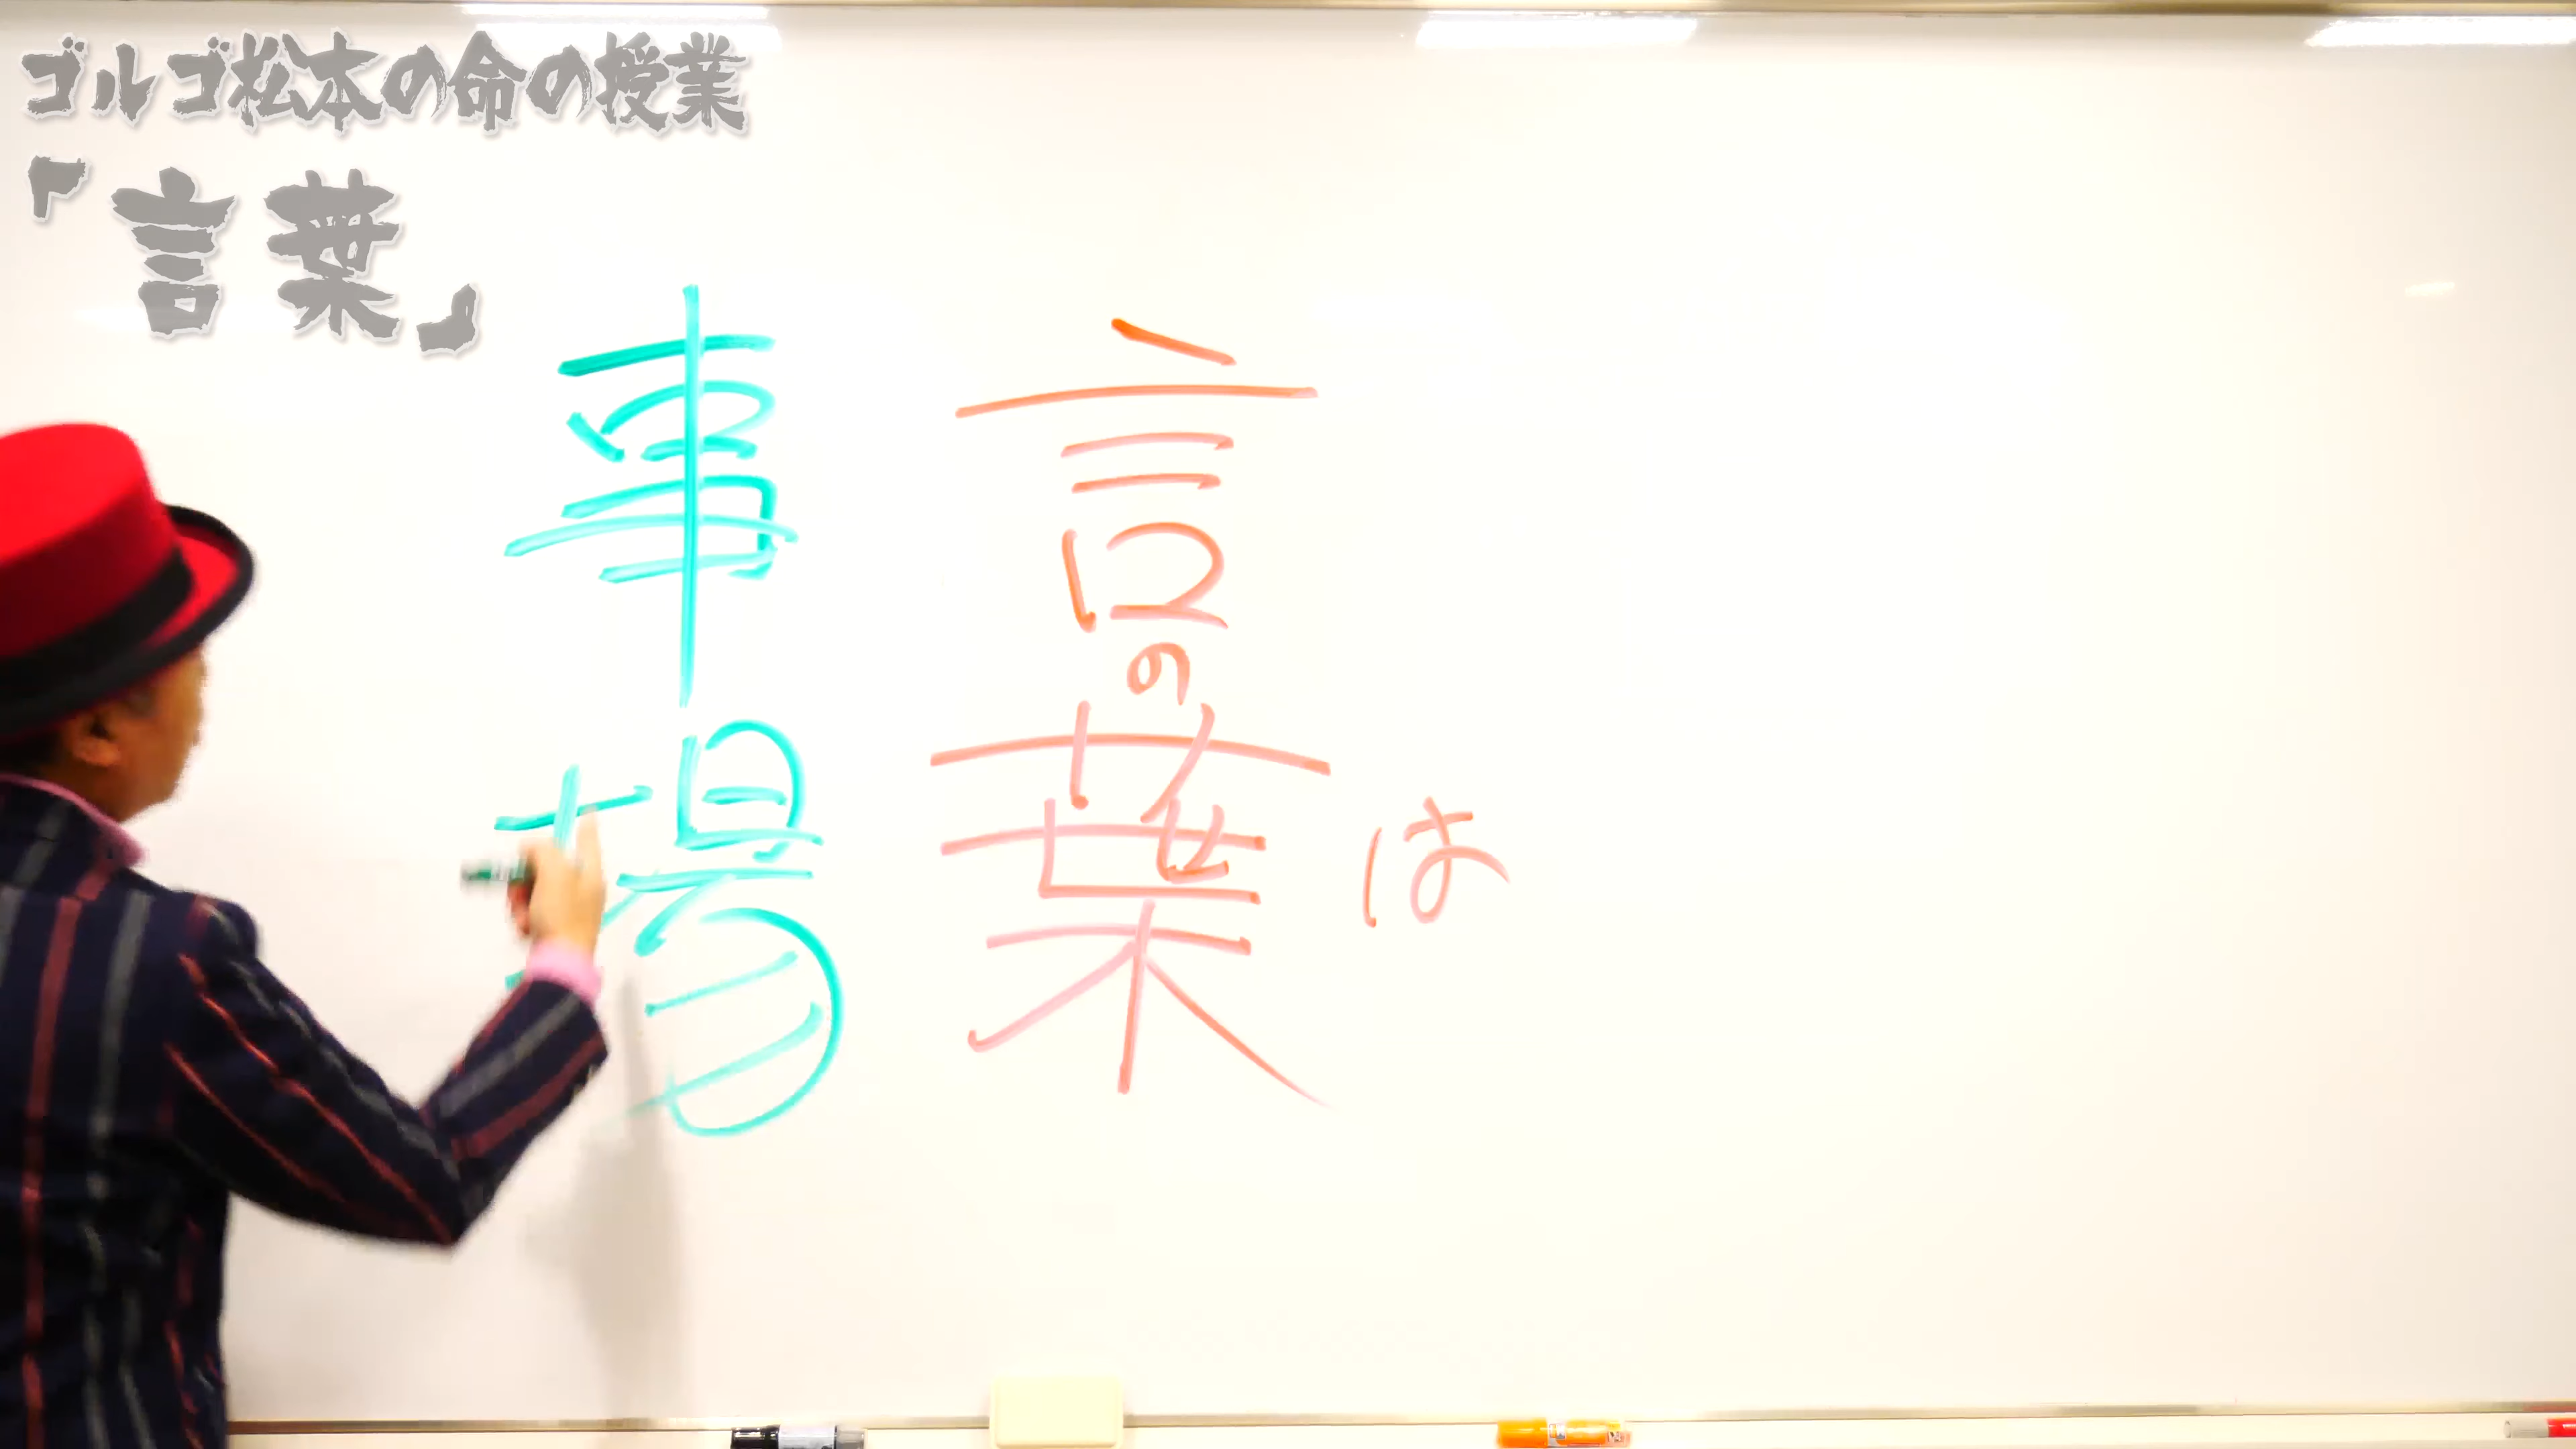 ゴルゴ松本の命の授業
「言葉」
言の葉
は
事場